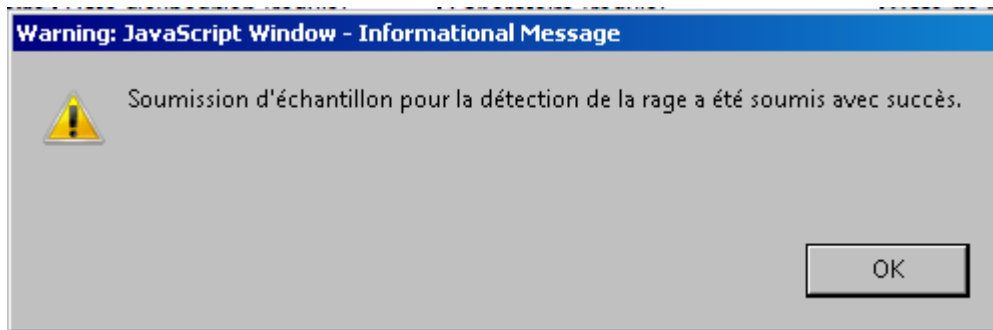 Warning: JavaScript Window - Informational Message
Soumission d'échantillon pour la détection de la rage a été soumis avec succès.
OK